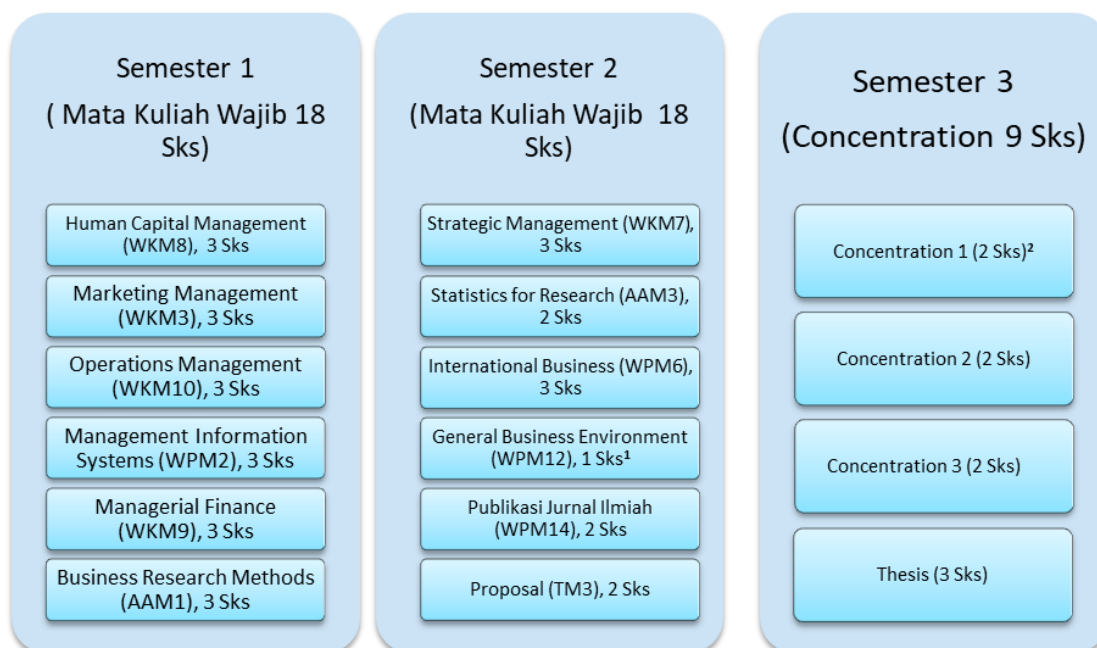 Semester 1
( Mata Kuliah Wajib 18
Sks)
Human Capital Management
(WKM8), 3 Sks
Marketing Management
(WKM3), 3 Sks
Operations Management
(WKM10), 3 Sks
Management Information
Systems (WPM2), 3 Sks
Managerial Finance
(WKM9), 3 Sks
Business Research Methods
(AAM1), 3 Sks
Semester 2
(Mata Kuliah Wajib 18
Sks)
Strategic Management (WKM7),
3 Sks
Statistics for Research (AAM3),
2 Sks
International Business (WPM6),
3 Sks
General Business Environment
(WPM12), 1 Sks¹
Publikasi Jurnal Ilmiah
(WPM14), 2 Sks
Proposal (TM3), 2 Sks
Semester 3
(Concentration 9 Sks)
Concentration 1 (2 Sks)²
Concentration 2 (2 Sks)
Concentration 3 (2 Sks)
Thesis (3 Sks)